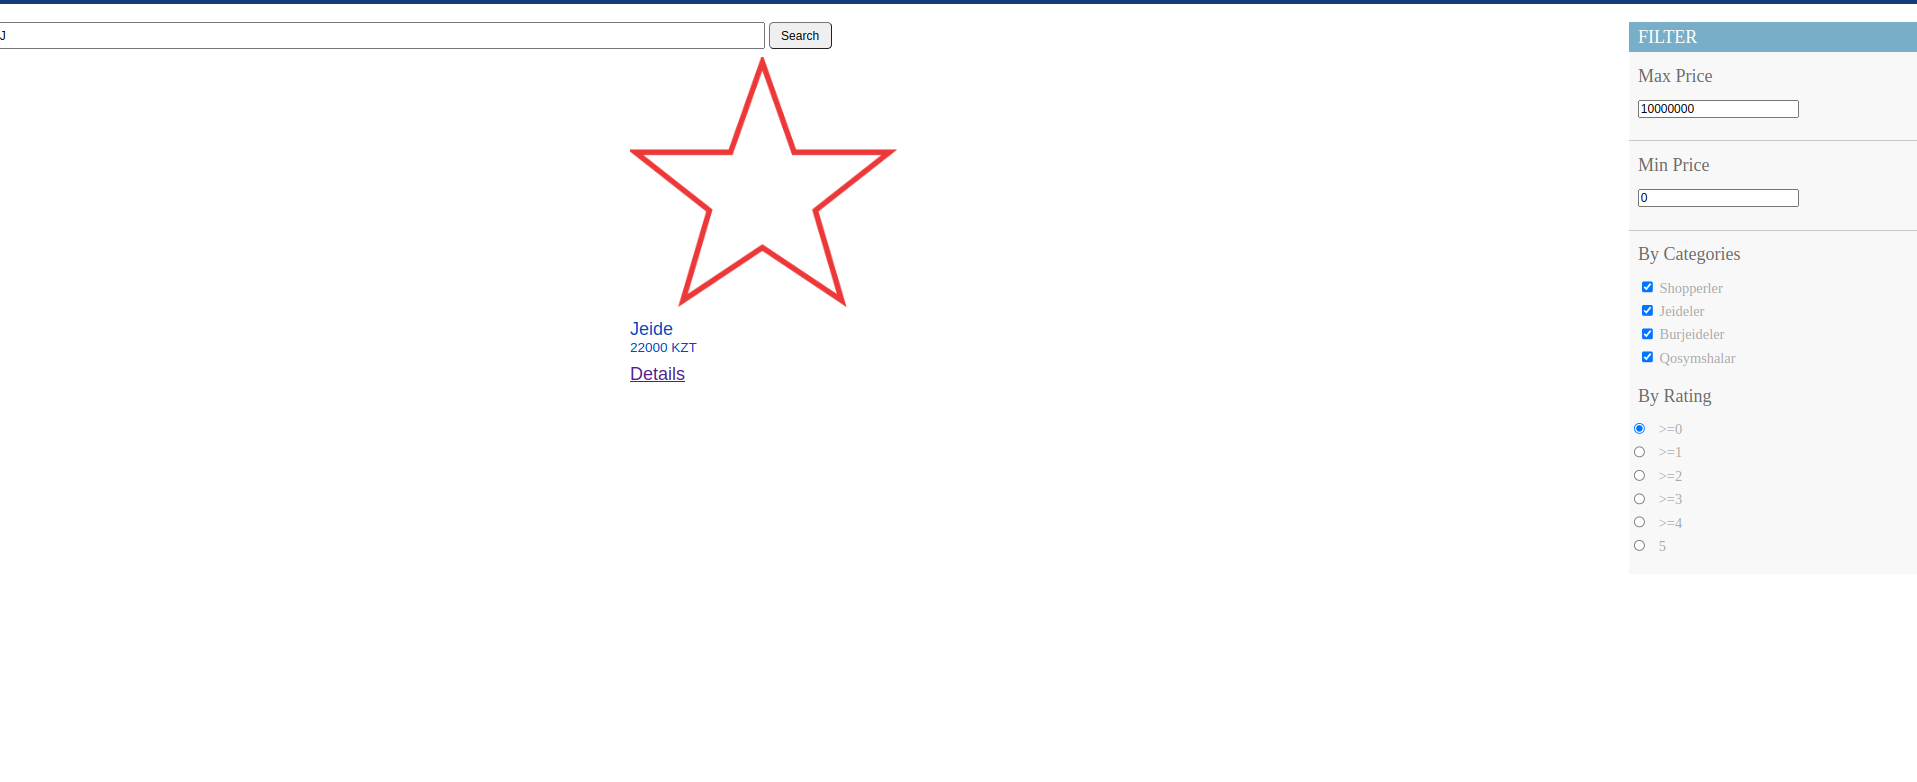 J
Search
Jeide
22000 KZT
Details
FILTER
Max Price
10000000
Min Price
0
By Categories
Shopperler
Jeideler
Burjeideler
Qosymshalar
By Rating
>=0
>=1
>=2
>=3
>=4
5